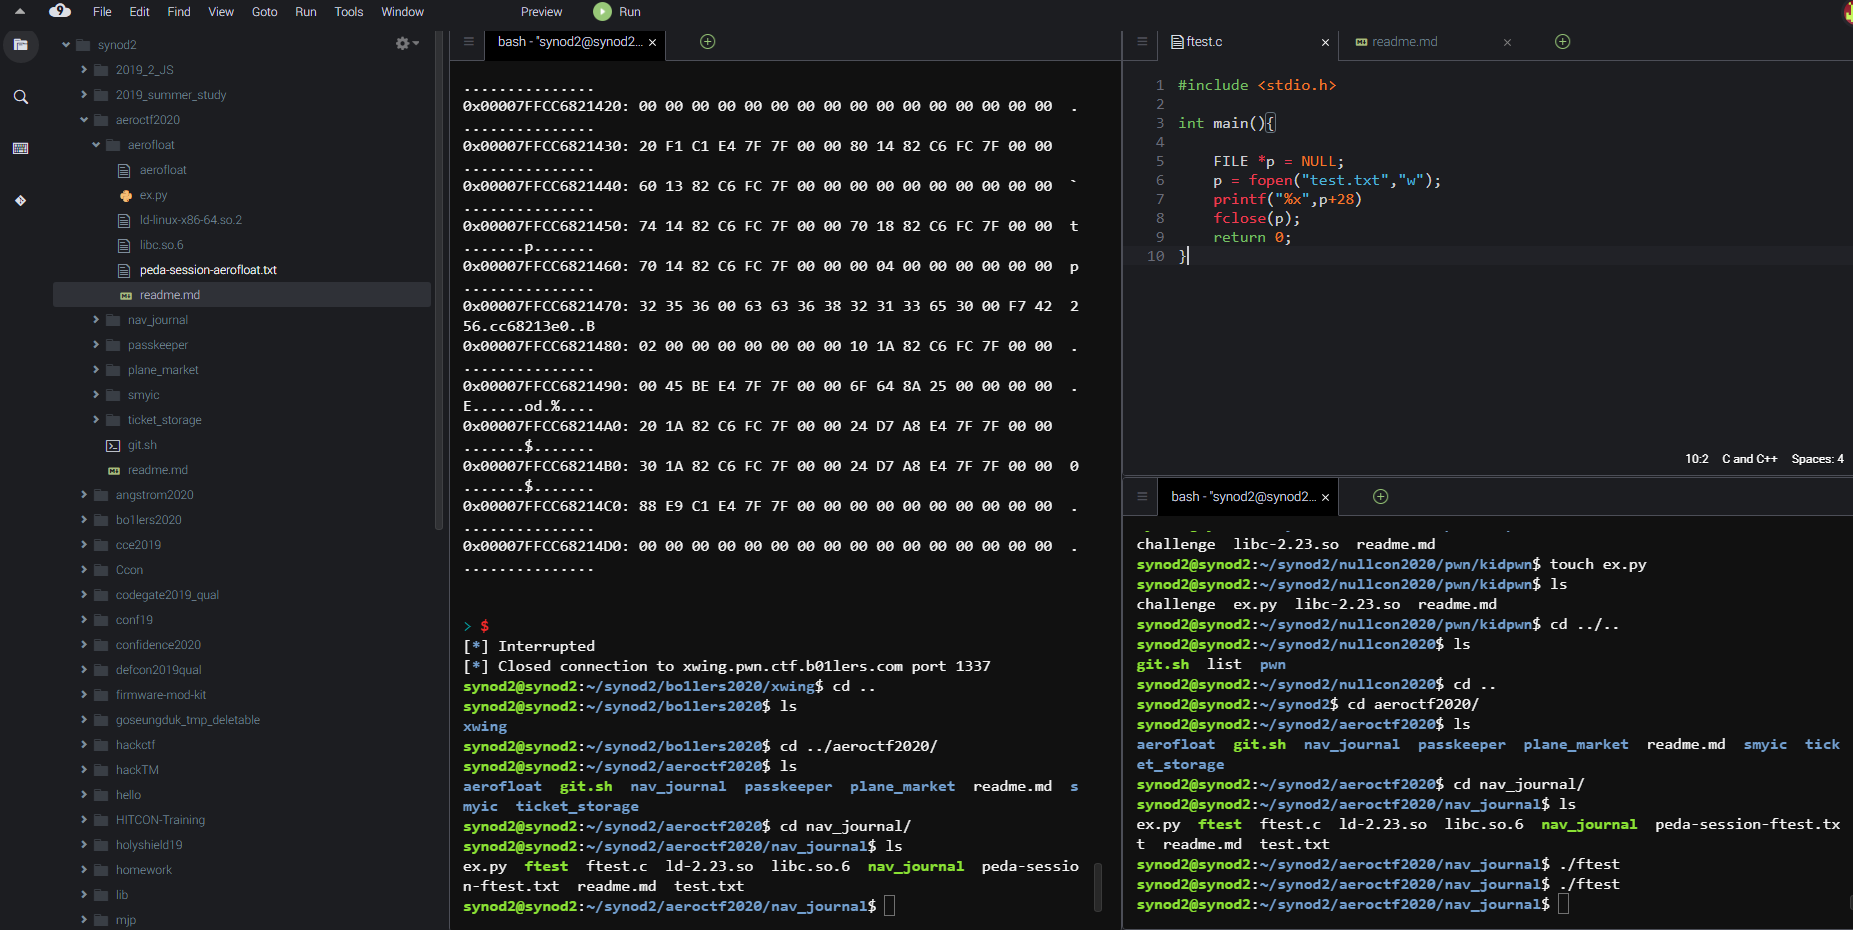 9 File Edit Find View Goto Run Tools Window Preview Run
synod2
2019_2_JS
2019_summer_study
aeroctf2020
aerofloat
aerofloat
ex.py
ld-linux-x86-64.so.2
libc.so.6
peda-session-aerofloat.txt
readme.md
nav_journal
passkeeper
plane_market
smyic
ticket_storage
git.sh
readme.md
angstrom2020
bo1lers2020
cce2019
Ccon
codegate2019_qual
conf19
confidence2020
defcon2019qual
firmware-mod-kit
goseungduk_tmp_deletable
hackctf
hackTM
hello
HITCON-Training
holyshield19
homework
lib
mjp
bash - "synod2@synod2...
...............
0x00007FFCC6821420: 00 00 00 00 00 00 00 00 00 00 00 00 00 00 00 00  .
...............
0x00007FFCC6821430: 20 F1 C1 E4 7F 7F 00 00 80 14 82 C6 FC 7F 00 00
...............
0x00007FFCC6821440: 60 13 82 C6 FC 7F 00 00 00 00 00 00 00 00 00 00  `
...............
0x00007FFCC6821450: 74 14 82 C6 FC 7F 00 00 70 18 82 C6 FC 7F 00 00  t
.......p.......
0x00007FFCC6821460: 70 14 82 C6 FC 7F 00 00 00 04 00 00 00 00 00 00  p
...............
0x00007FFCC6821470: 32 35 36 00 63 63 36 38 32 31 33 65 30 00 F7 42  2
56.cc68213e0..B
0x00007FFCC6821480: 02 00 00 00 00 00 00 00 10 1A 82 C6 FC 7F 00 00  .
...............
0x00007FFCC6821490: 00 45 BE E4 7F 7F 00 00 6F 64 8A 25 00 00 00 00  .
E......od.%....
0x00007FFCC68214A0: 20 1A 82 C6 FC 7F 00 00 24 D7 A8 E4 7F 7F 00 00
.......$.......
0x00007FFCC68214B0: 30 1A 82 C6 FC 7F 00 00 24 D7 A8 E4 7F 7F 00 00  0
.......$.......
0x00007FFCC68214C0: 88 E9 C1 E4 7F 7F 00 00 00 00 00 00 00 00 00 00  .
...............
0x00007FFCC68214D0: 00 00 00 00 00 00 00 00 00 00 00 00 00 00 00 00  .
...............
> $
[*] Interrupted
[*] Closed connection to xwing.pwn.ctf.b01lers.com port 1337
synod2@synod2:~/synod2/bo1lers2020/xwing$ cd ..
synod2@synod2:~/synod2/bo1lers2020$ ls
xwing
synod2@synod2:~/synod2/bo1lers2020$ cd ../aeroctf2020/
synod2@synod2:~/synod2/aeroctf2020$ ls
aerofloat  git.sh  nav_journal  passkeeper  plane_market  readme.md  s
myic  ticket_storage
synod2@synod2:~/synod2/aeroctf2020$ cd nav_journal/
synod2@synod2:~/synod2/aeroctf2020/nav_journal$ ls
ex.py  ftest  ftest.c  ld-2.23.so  libc.so.6  nav_journal  peda-sessio
n-ftest.txt  readme.md  test.txt
synod2@synod2:~/synod2/aeroctf2020/nav_journal$
ftest.c readme.md
1 #include <stdio.h>
2
3 int main(){
4
5     FILE *p = NULL;
6     p = fopen("test.txt","w");
7     printf("%x",p+28)
8     fclose(p);
9     return 0;
10 }
10:2 C and C++ Spaces: 4
bash - "synod2@synod2...
challenge  libc-2.23.so  readme.md
synod2@synod2:~/synod2/nullcon2020/pwn/kidpwn$ touch ex.py
synod2@synod2:~/synod2/nullcon2020/pwn/kidpwn$ ls
challenge  ex.py  libc-2.23.so  readme.md
synod2@synod2:~/synod2/nullcon2020/pwn/kidpwn$ cd ../..
synod2@synod2:~/synod2/nullcon2020$ ls
git.sh  list  pwn
synod2@synod2:~/synod2/nullcon2020$ cd ..
synod2@synod2:~/synod2$ cd aeroctf2020/
synod2@synod2:~/synod2/aeroctf2020$ ls
aerofloat  git.sh  nav_journal  passkeeper  plane_market  readme.md  smyic  tick
et_storage
synod2@synod2:~/synod2/aeroctf2020$ cd nav_journal/
synod2@synod2:~/synod2/aeroctf2020/nav_journal$ ls
ex.py  ftest  ftest.c  ld-2.23.so  libc.so.6  nav_journal  peda-session-ftest.tx
t  readme.md  test.txt
synod2@synod2:~/synod2/aeroctf2020/nav_journal$ ./ftest
synod2@synod2:~/synod2/aeroctf2020/nav_journal$ ./ftest
synod2@synod2:~/synod2/aeroctf2020/nav_journal$